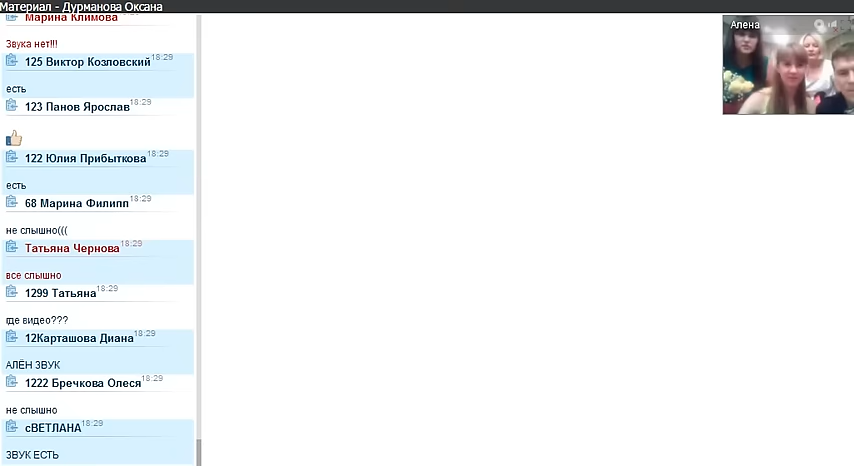 Материал - Дурманова Оксана
Марина Климова
Звука нет!!!
125 Виктор Козловский 18:29
есть
123 Панов Ярослав 18:29
122 Юлия Прибыткова 18:29
есть
68 Марина Филипп 18:29
не слышно(((
Татьяна Чернова 18:29
все слышно
1299 Татьяна 18:29
где видео???
12Карташова Диана 18:29
АЛЁН ЗВУК
1222 Бречкова Олеся 18:29
не слышно
сВЕТЛАНА 18:29
ЗВУК ЕСТЬ
Алена